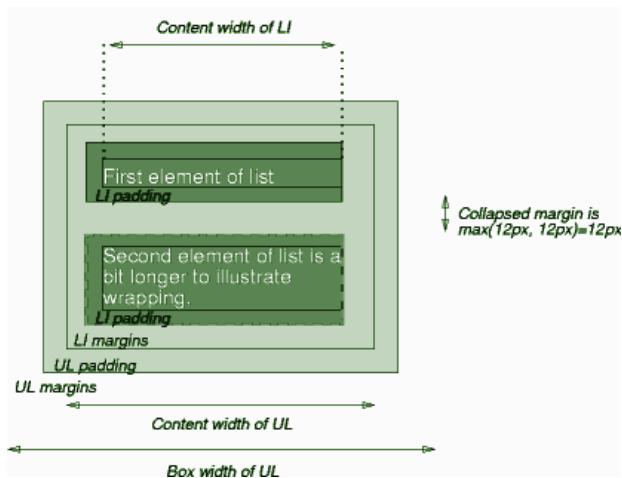 Content width of LI
First element of list
LI padding
Collapsed margin is
max(12px, 12px)=12px
Second element of list is a
bit longer to illustrate
wrapping.
LI padding
LI margins
UL padding
UL margins
Content width of UL
Box width of UL